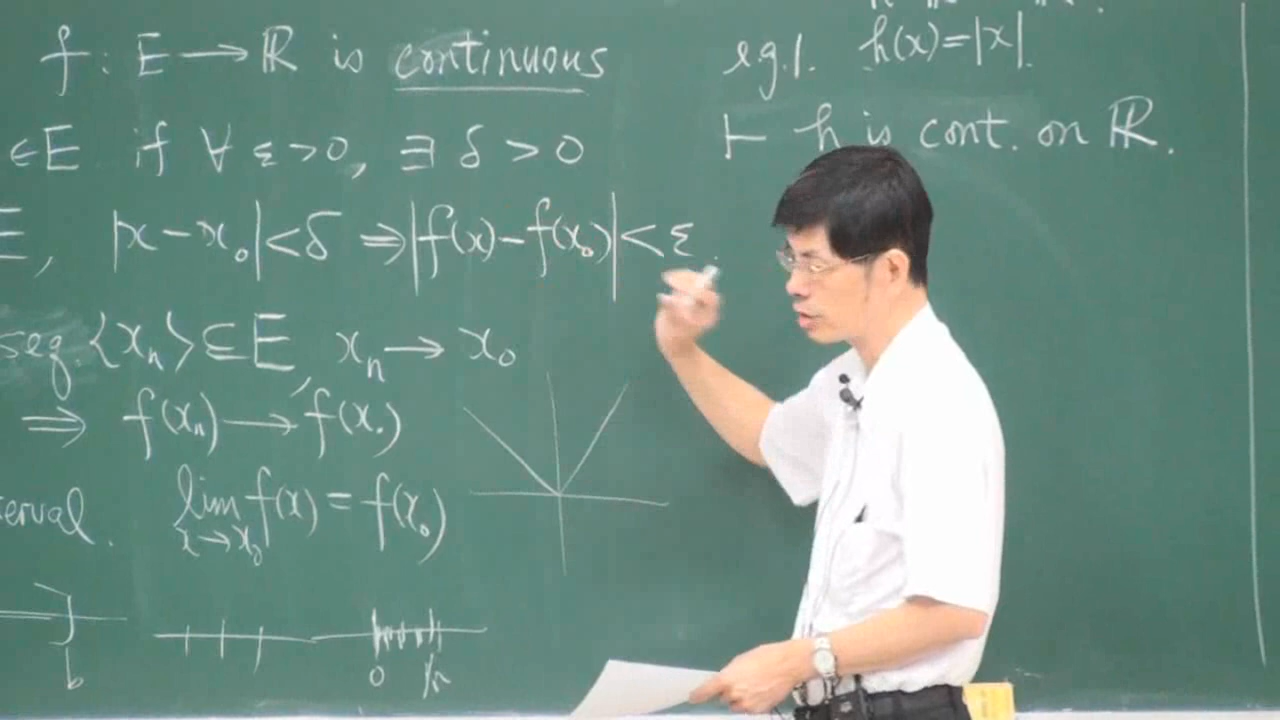 f : E → ℝ is continuous
∈ E if ∀ ε > 0, ∃ δ > 0
E, |x − x₀| < δ ⇒ |f(x) − f(x₀)| < ε.
seq. ⟨xₙ⟩ ⊆ E xₙ → x₀
⇒ f(xₙ) → f(x₀)
erval. lim f(x) = f(x₀)
x→x₀
b
0 1/n
e.g.1. h(x) = |x|.
⊢ h is cont. on ℝ.